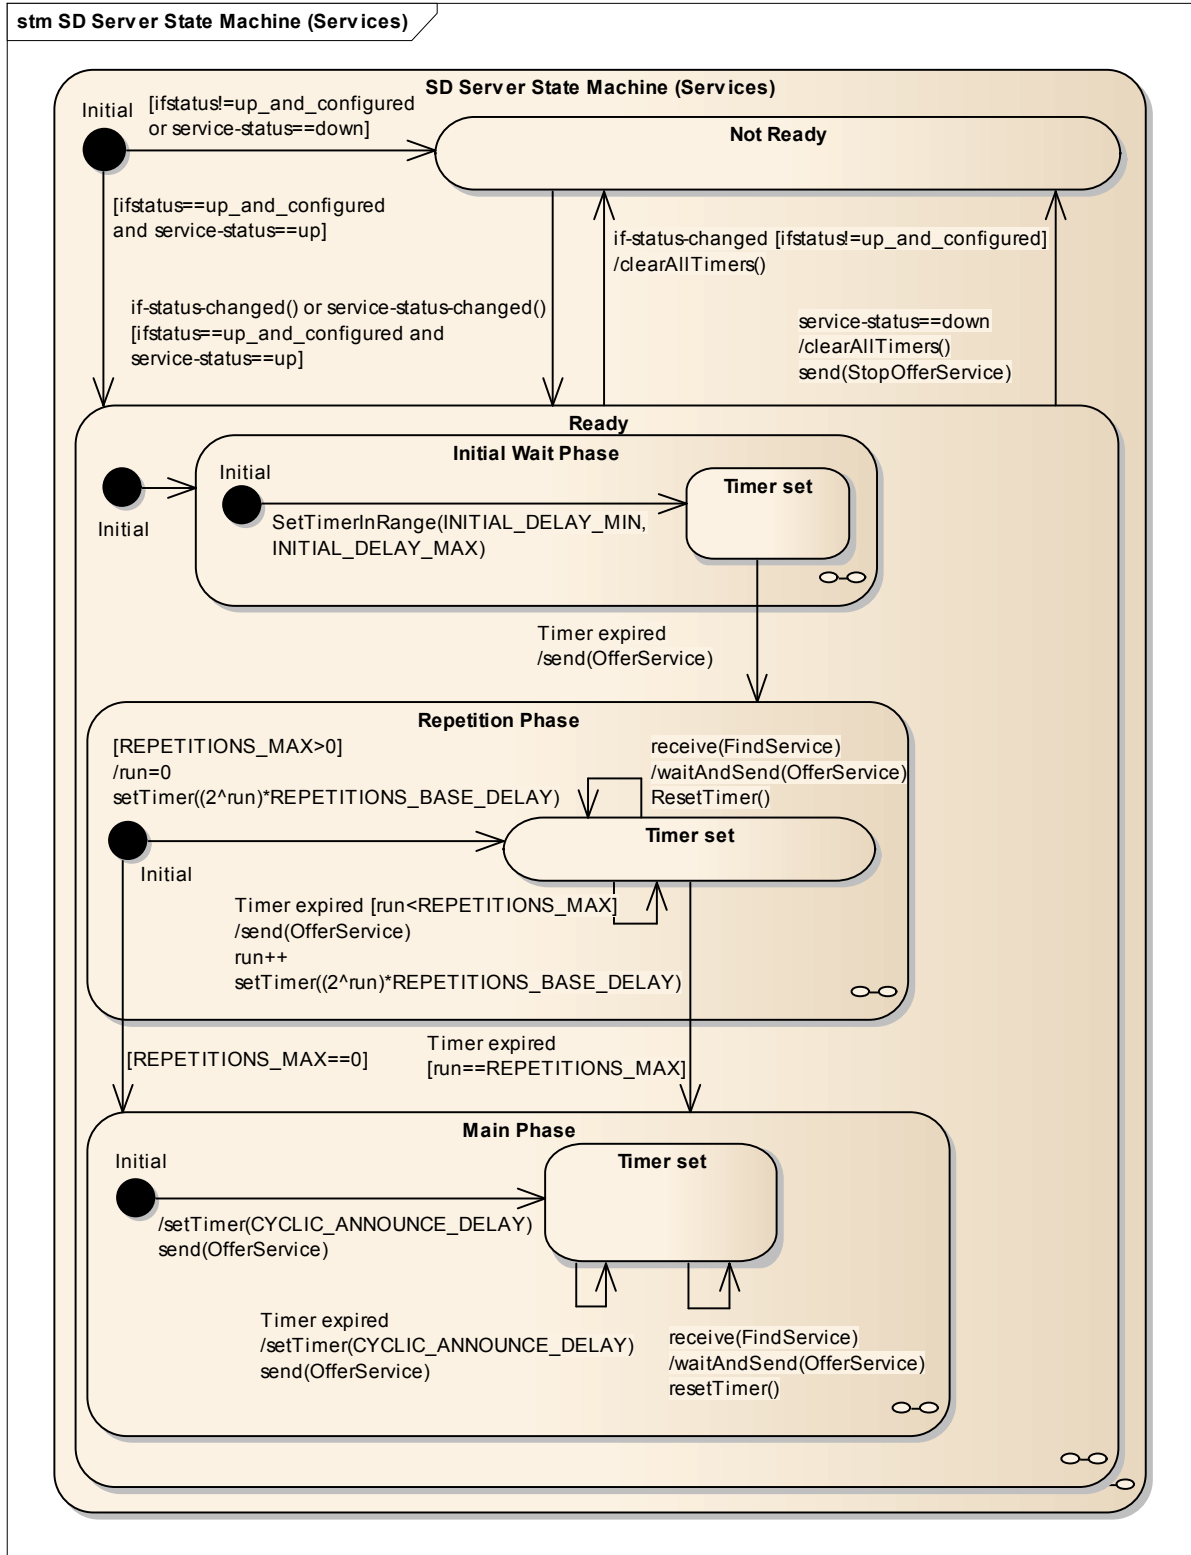 stm SD Server State Machine (Services)
SD Server State Machine (Services)
Initial
[ifstatus!=up_and_configured
or service-status==down]
Not Ready
[ifstatus==up_and_configured
and service-status==up]
if-status-changed [ifstatus!=up_and_configured]
/clearAllTimers()
if-status-changed() or service-status-changed()
[ifstatus==up_and_configured and
service-status==up]
service-status==down
/clearAllTimers()
send(StopOfferService)
Ready
Initial
Initial Wait Phase
Initial
SetTimerInRange(INITIAL_DELAY_MIN,
INITIAL_DELAY_MAX)
Timer set
Timer expired
/send(OfferService)
Repetition Phase
[REPETITIONS_MAX>0]
/run=0
setTimer((2^run)*REPETITIONS_BASE_DELAY)
receive(FindService)
/waitAndSend(OfferService)
ResetTimer()
Initial
Timer set
Timer expired [run<REPETITIONS_MAX]
/send(OfferService)
run++
setTimer((2^run)*REPETITIONS_BASE_DELAY)
[REPETITIONS_MAX==0]
Timer expired
[run==REPETITIONS_MAX]
Main Phase
Initial
Timer set
/setTimer(CYCLIC_ANNOUNCE_DELAY)
send(OfferService)
Timer expired
/setTimer(CYCLIC_ANNOUNCE_DELAY)
send(OfferService)
receive(FindService)
/waitAndSend(OfferService)
resetTimer()